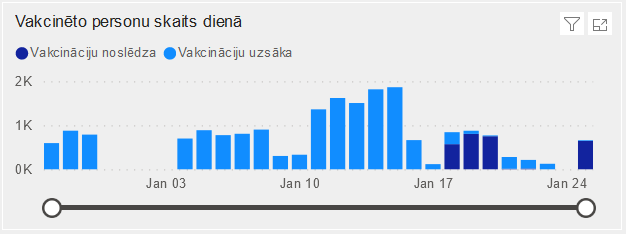 Vakcinēto personu skaits dienā
Vakcināciju noslēdza Vakcināciju uzsāka
2K
1K
0K
Jan 03 Jan 10 Jan 17 Jan 24